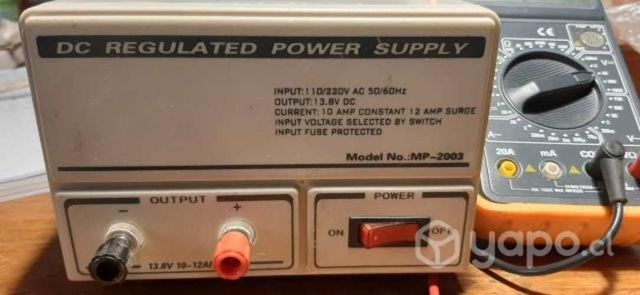 DC REGULATED POWER SUPPLY
INPUT:110/220V AC 50/60Hz
OUTPUT:13.8V DC
CURRENT: 10 AMP CONSTANT 12 AMP SURGE
INPUT VOLTAGE SELECTED BY SWITCH
INPUT FUSE PROTECTED
Model No.:MP-2003
OUTPUT
- +
13.8V 10-12A
POWER
ON OFF
CE
20A mA
yapo.cl